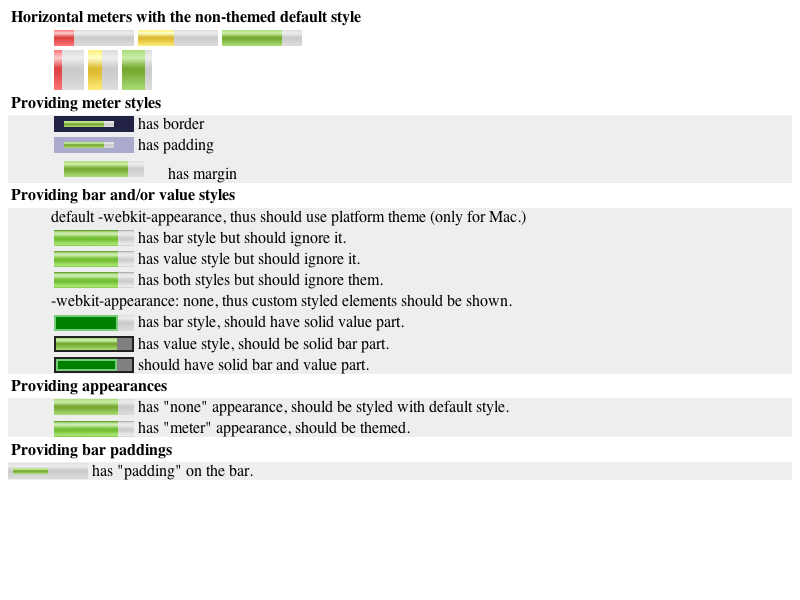 Horizontal meters with the non-themed default style
Providing meter styles
has border
has padding
has margin
Providing bar and/or value styles
default -webkit-appearance, thus should use platform theme (only for Mac.)
has bar style but should ignore it.
has value style but should ignore it.
has both styles but should ignore them.
-webkit-appearance: none, thus custom styled elements should be shown.
has bar style, should have solid value part.
has value style, should be solid bar part.
should have solid bar and value part.
Providing appearances
has "none" appearance, should be styled with default style.
has "meter" appearance, should be themed.
Providing bar paddings
has "padding" on the bar.